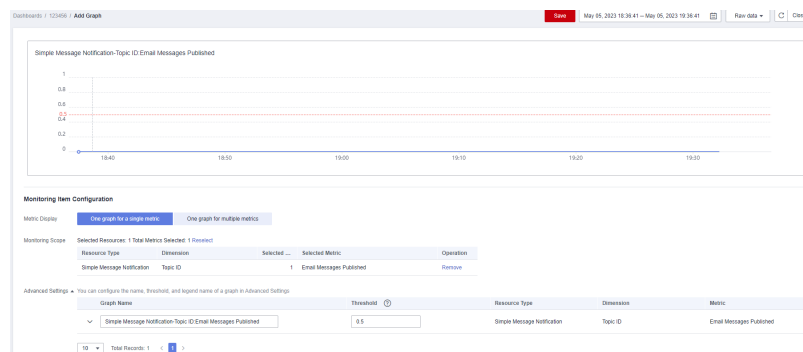 Dashboards / 123456 / Add Graph
Save
May 05, 2023 18:36:41 – May 05, 2023 19:36:41
Raw data
Clos
Simple Message Notification-Topic ID:Email Messages Published
1
0.8
0.6
0.5
0.4
0.2
0
18:40 18:50 19:00 19:10 19:20 19:30
Monitoring Item Configuration
Metric Display One graph for a single metric One graph for multiple metrics
Monitoring Scope Selected Resources: 1 Total Metrics Selected: 1 Reselect
Resource Type Dimension Selected ... Selected Metric Operation
Simple Message Notification Topic ID 1 Email Messages Published Remove
Advanced Settings You can configure the name, threshold, and legend name of a graph in Advanced Settings
Graph Name Threshold ? Resource Type Dimension Metric
Simple Message Notification-Topic ID:Email Messages Published 0.5 Simple Message Notification Topic ID Email Messages Published
10 Total Records: 1 < 1 >